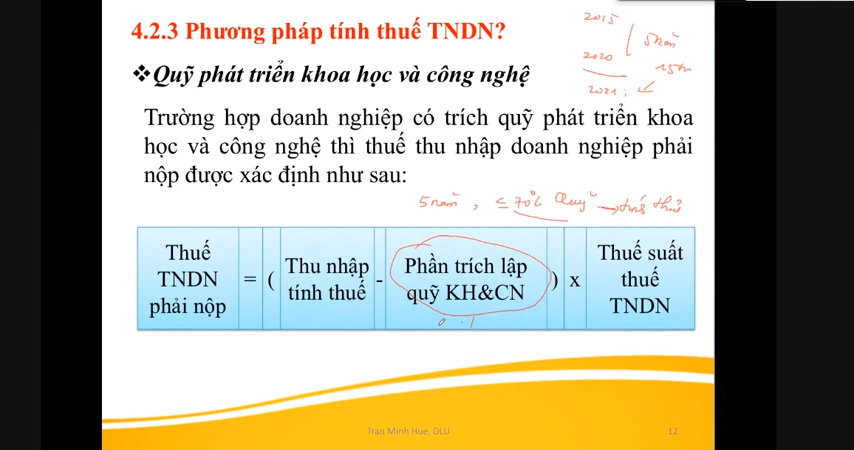 4.2.3 Phương pháp tính thuế TNDN?
2015
5 năm
2020
15tr
2021 :
❖Quỹ phát triển khoa học và công nghệ
Trường hợp doanh nghiệp có trích quỹ phát triển khoa
học và công nghệ thì thuế thu nhập doanh nghiệp phải
nộp được xác định như sau:
5 năm, ≤ 70% Quỹ →
Thuế
TNDN
phải nộp
=
(
Thu nhập
tính thuế
-
Phần trích lập
quỹ KH&CN
)
x
Thuế suất
thuế
TNDN
Tran Minh Hue, DLU
12